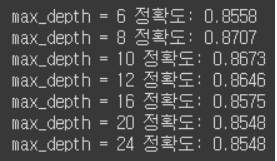 max_depth = 6 정확도: 0.8558
max_depth = 8 정확도: 0.8707
max_depth = 10 정확도: 0.8673
max_depth = 12 정확도: 0.8646
max_depth = 16 정확도: 0.8575
max_depth = 20 정확도: 0.8548
max_depth = 24 정확도: 0.8548